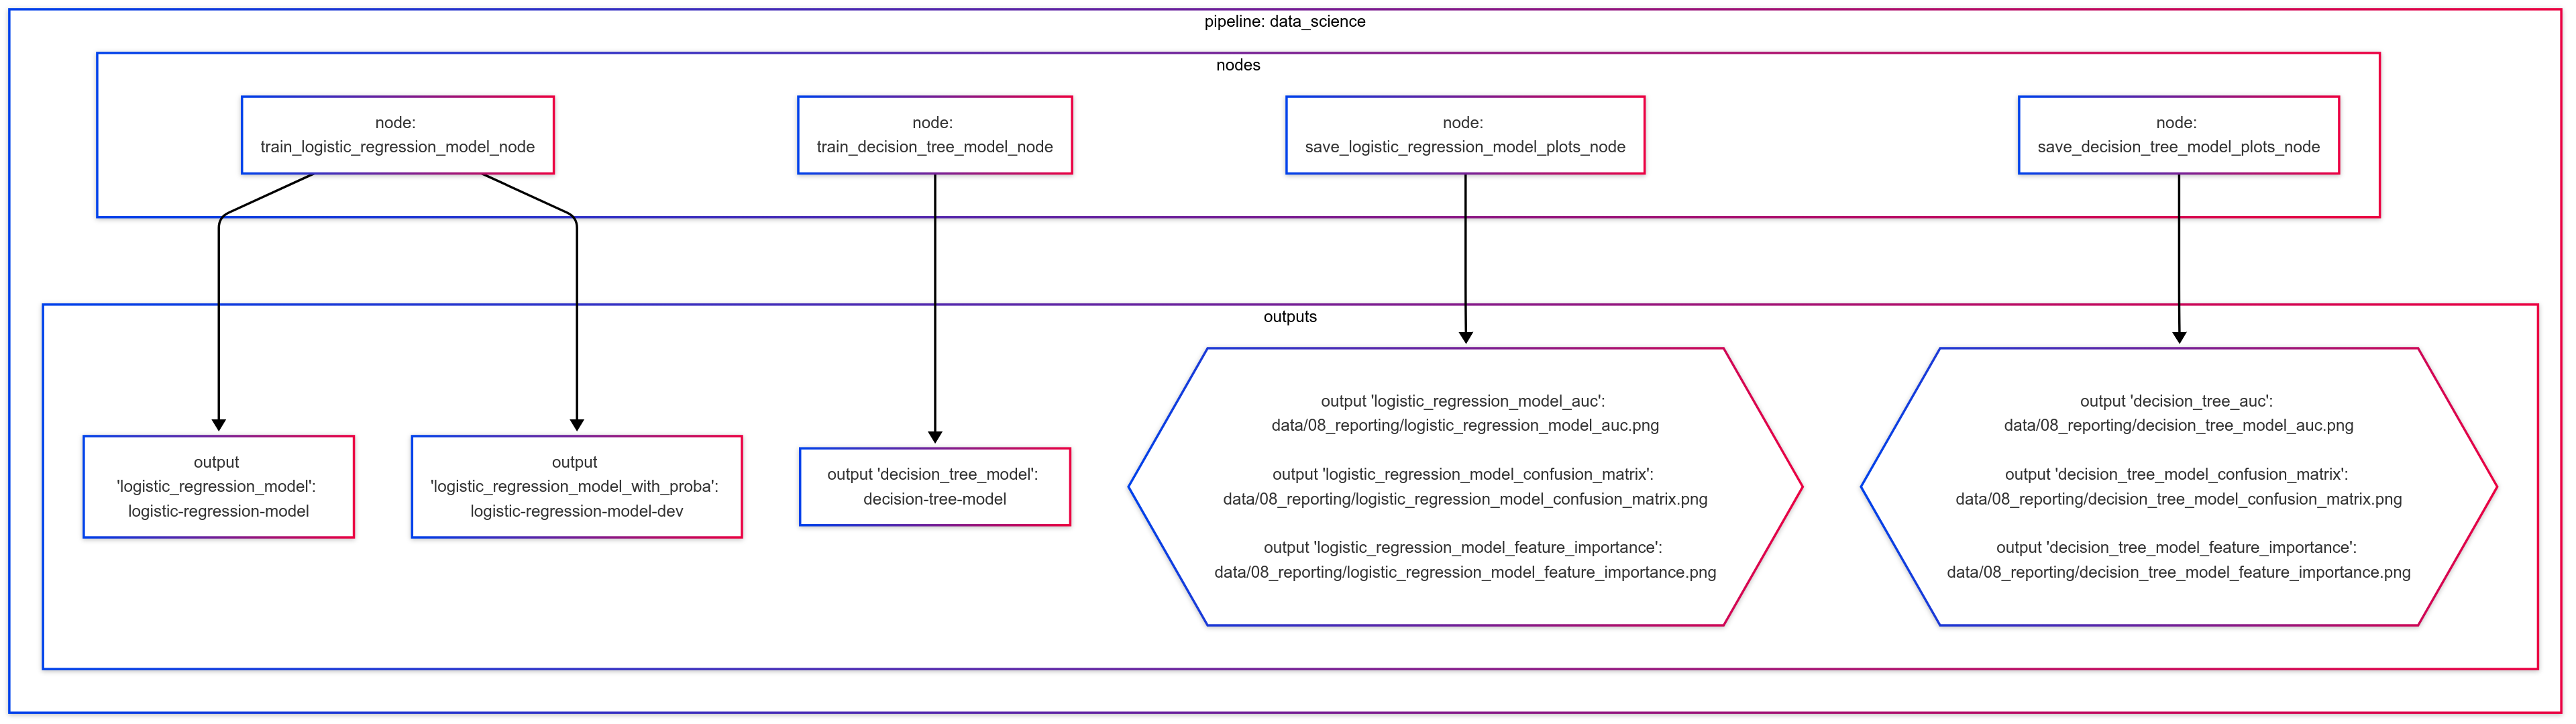 pipeline: data_science
nodes
node:
train_logistic_regression_model_node
node:
train_decision_tree_model_node
node:
save_logistic_regression_model_plots_node
node:
save_decision_tree_model_plots_node
outputs
output
'logistic_regression_model':
logistic-regression-model
output
'logistic_regression_model_with_proba':
logistic-regression-model-dev
output 'decision_tree_model':
decision-tree-model
output 'logistic_regression_model_auc':
data/08_reporting/logistic_regression_model_auc.png
output 'logistic_regression_model_confusion_matrix':
data/08_reporting/logistic_regression_model_confusion_matrix.png
output 'logistic_regression_model_feature_importance':
data/08_reporting/logistic_regression_model_feature_importance.png
output 'decision_tree_auc':
data/08_reporting/decision_tree_model_auc.png
output 'decision_tree_model_confusion_matrix':
data/08_reporting/decision_tree_model_confusion_matrix.png
output 'decision_tree_model_feature_importance':
data/08_reporting/decision_tree_model_feature_importance.png